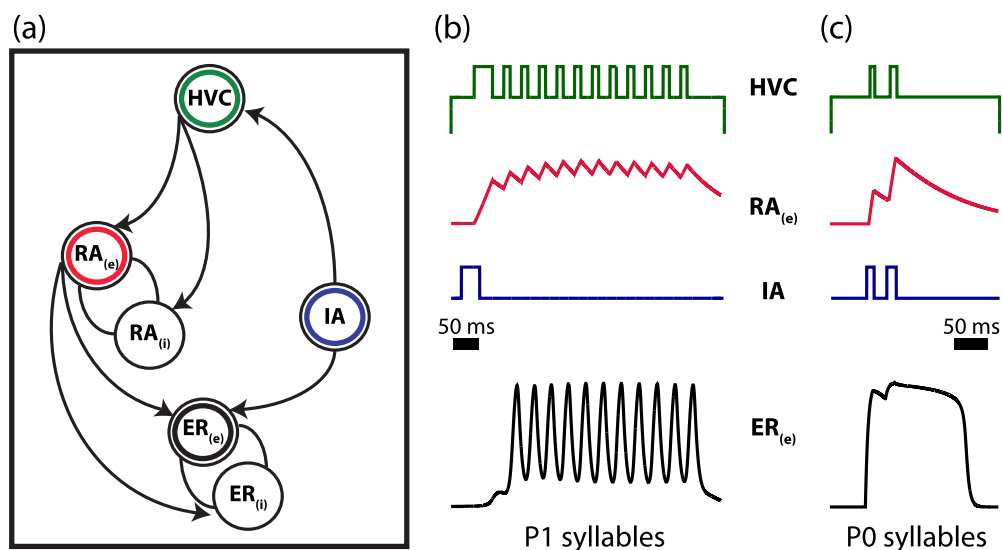 (a)
HVC
RA(e)
RA(i)
IA
ER(e)
ER(i)
(b)
(c)
HVC
RA(e)
IA
50 ms
50 ms
ER(e)
P1 syllables
P0 syllables